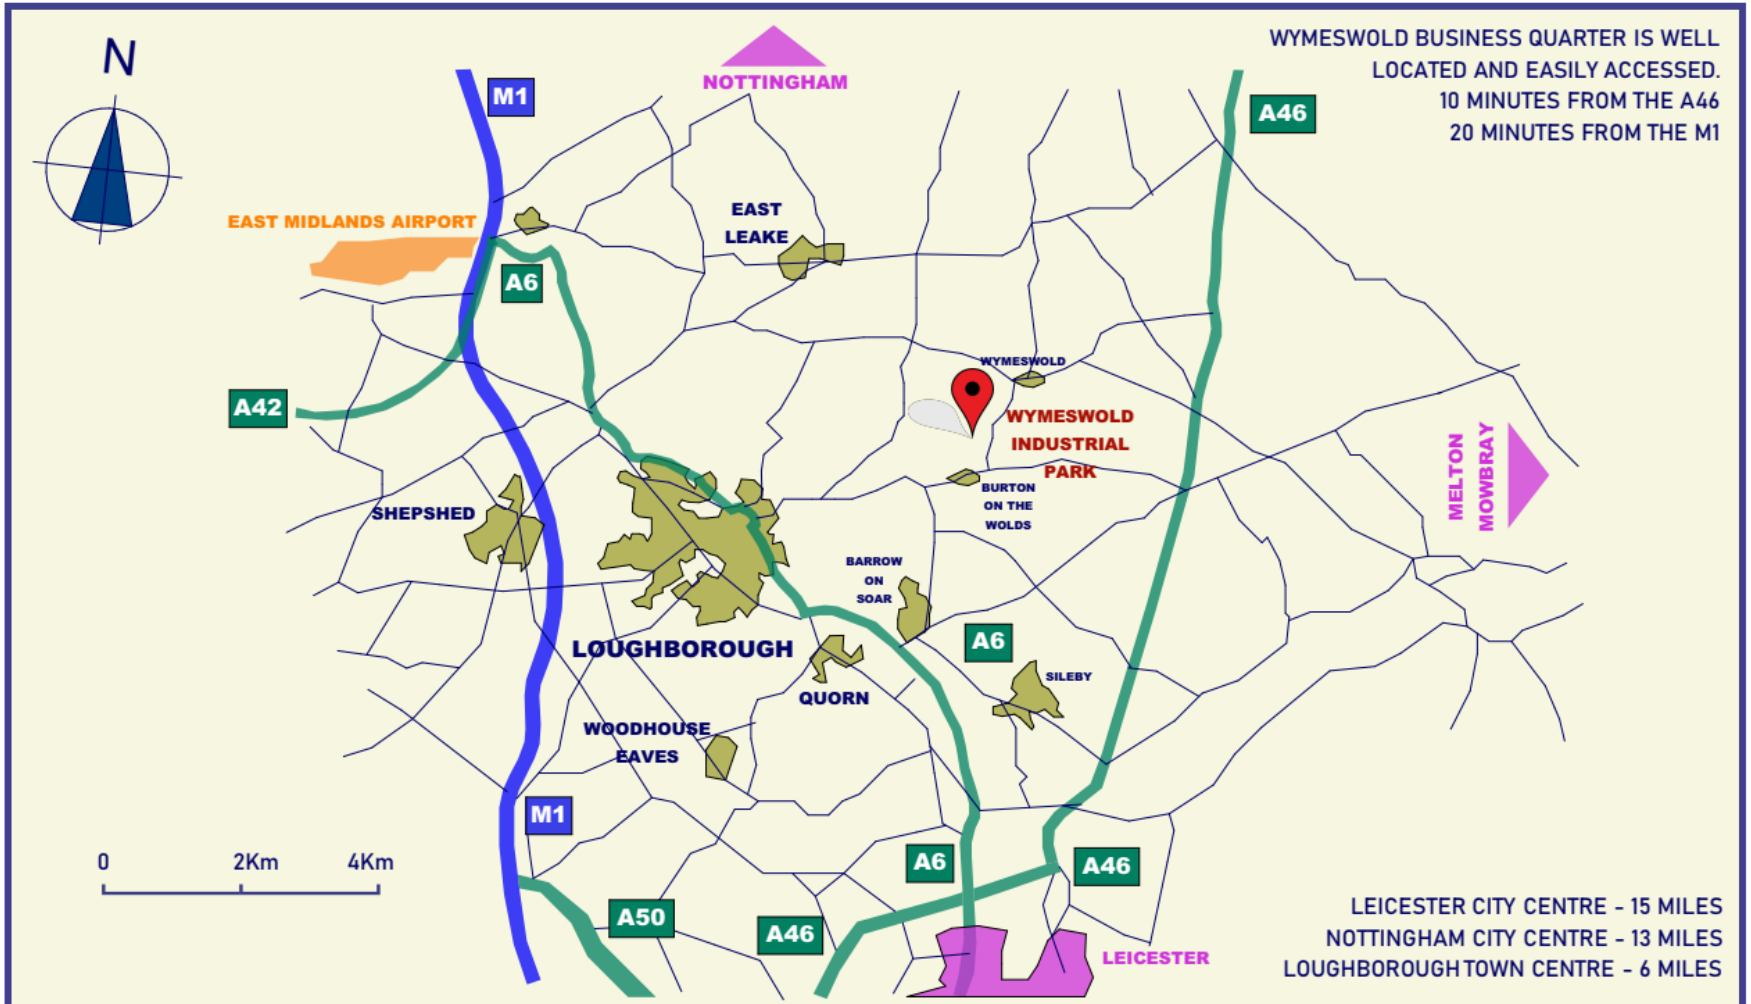 N
M1
NOTTINGHAM
A46
WYMESWOLD BUSINESS QUARTER IS WELL
LOCATED AND EASILY ACCESSED.
10 MINUTES FROM THE A46
20 MINUTES FROM THE M1
EAST MIDLANDS AIRPORT
EAST
LEAKE
A6
A42
WYMESWOLD
WYMESWOLD
INDUSTRIAL
PARK
MELTON
MOWBRAY
SHEPSHED
BURTON
ON THE
WOLDS
BARROW
ON
SOAR
LOUGHBOROUGH
A6
QUORN
SILEBY
WOODHOUSE
EAVES
M1
0 2Km 4Km
A6
A46
A50
A46
LEICESTER
LEICESTER CITY CENTRE - 15 MILES
NOTTINGHAM CITY CENTRE - 13 MILES
LOUGHBOROUGH TOWN CENTRE - 6 MILES